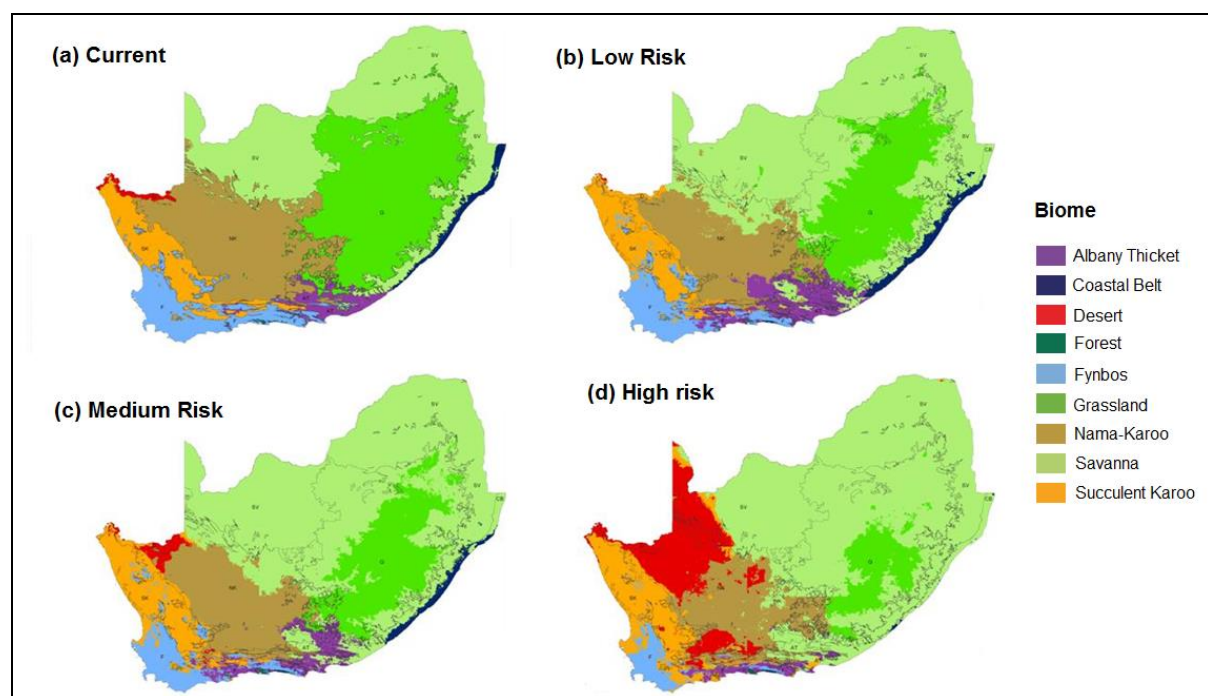 (a) Current
(b) Low Risk
(c) Medium Risk
(d) High risk
Biome
Albany Thicket
Coastal Belt
Desert
Forest
Fynbos
Grassland
Nama-Karoo
Savanna
Succulent Karoo